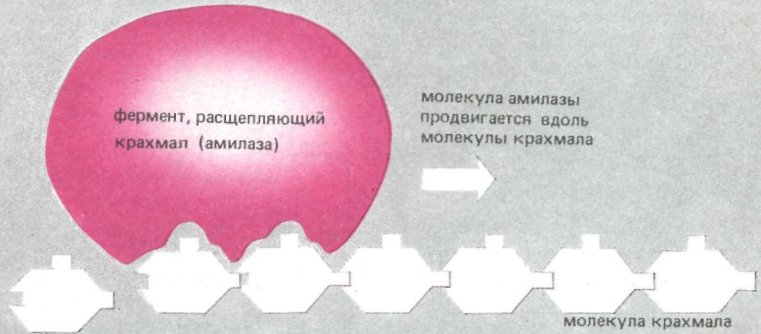 фермент, расщепляющий
крахмал (амилаза)
молекула амилазы
продвигается вдоль
молекулы крахмала
молекула крахмала